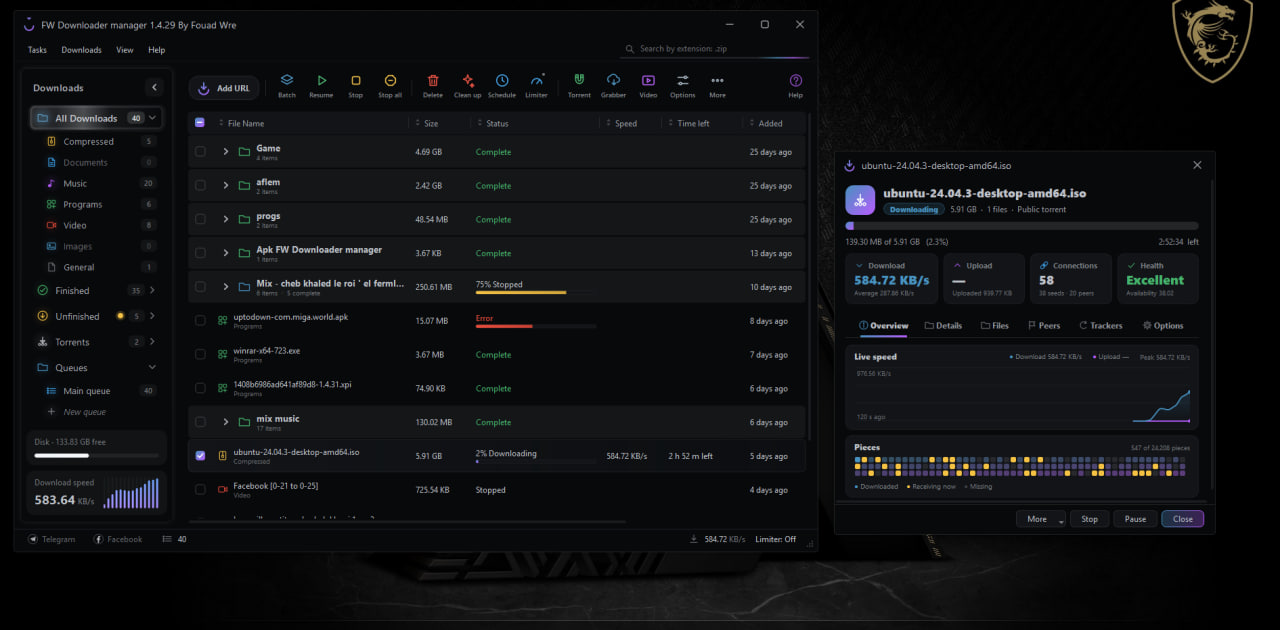 FW Downloader manager 1.4.29 By Fouad Wre
Tasks Downloads View Help
Search by extension: .zip
Downloads
All Downloads 40
Compressed 5
Documents 0
Music 20
Programs 6
Video 8
Images 0
General 1
Finished 35
Unfinished 5
Torrents 2
Queues
Main queue 40
New queue
Disk - 133.83 GB free
Download speed
583.64 KB/s
Add URL
Batch Resume Stop Stop all Delete Clean up Schedule Limiter Torrent Grabber Video Options More Help
File Name Size Status Speed Time left Added
Game 4.69 GB Complete 25 days ago
4 items
aflem 2.42 GB Complete 25 days ago
2 items
progs 48.54 MB Complete 25 days ago
2 items
Apk FW Downloader manager 3.67 KB Complete 13 days ago
1 items
Mix - cheb khaled le roi ' el ferml... 250.61 MB 75% Stopped 10 days ago
8 items · 5 complete
uptodown-com.miga.world.apk 15.07 MB Error 8 days ago
Programs
winrar-x64-723.exe 3.67 MB Complete 7 days ago
Programs
1408b6986ad641af89d8-1.4.31.xpi 74.90 KB Complete 6 days ago
Programs
mix music 130.02 MB Complete 6 days ago
17 items
ubuntu-24.04.3-desktop-amd64.iso 5.91 GB 2% Downloading 584.72 KB/s 2 h 52 m left 5 days ago
Compressed
Facebook [0-21 to 0-25] 725.54 KB Stopped 4 days ago
Video
Telegram Facebook 40 584.72 KB/s Limiter: Off
ubuntu-24.04.3-desktop-amd64.iso
ubuntu-24.04.3-desktop-amd64.iso
Downloading 5.91 GB · 1 files · Public torrent
139.30 MB of 5.91 GB (2.3%) 2:52:34 left
Download Upload Connections Health
584.72 KB/s — 58 Excellent
Average 287.86 KB/s Uploaded 939.77 KB 38 seeds · 20 peers Availability 38.02
Overview Details Files Peers Trackers Options
Live speed Download 584.72 KB/s Upload — Peak 584.72 KB/s
976.56 KB/s
120 s ago
Pieces 547 of 24,208 pieces
Downloaded Receiving now Missing
More Stop Pause Close